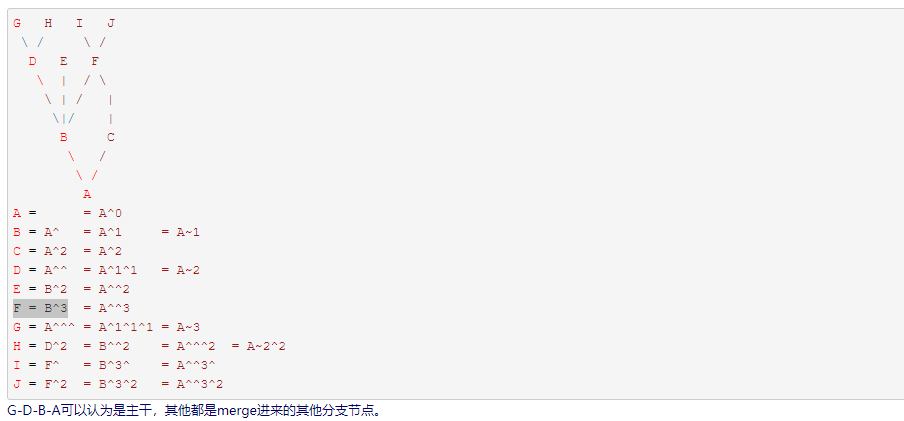 G   H   I   J
 \ /     \ /
  D   E   F
   \  |  / \
    \ | /   |
     \|/    |
      B     C
       \   /
        \ /
         A
A =      = A^0
B = A^   = A^1     = A~1
C = A^2  = A^2
D = A^^  = A^1^1   = A~2
E = B^2  = A^^2
F = B^3  = A^^3
G = A^^^ = A^1^1^1 = A~3
H = D^2  = B^^2    = A^^^2  = A~2^2
I = F^   = B^3^    = A^^3^
J = F^2  = B^3^2   = A^^3^2
G-D-B-A可以认为是主干，其他都是merge进来的其他分支节点。